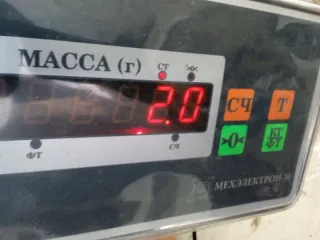 МАССА (г)
СТ >0<
2.0
СЧ Т
ФТ СЧ
>0< БТ ФТ
МЕХЭЛЕКТРОН М